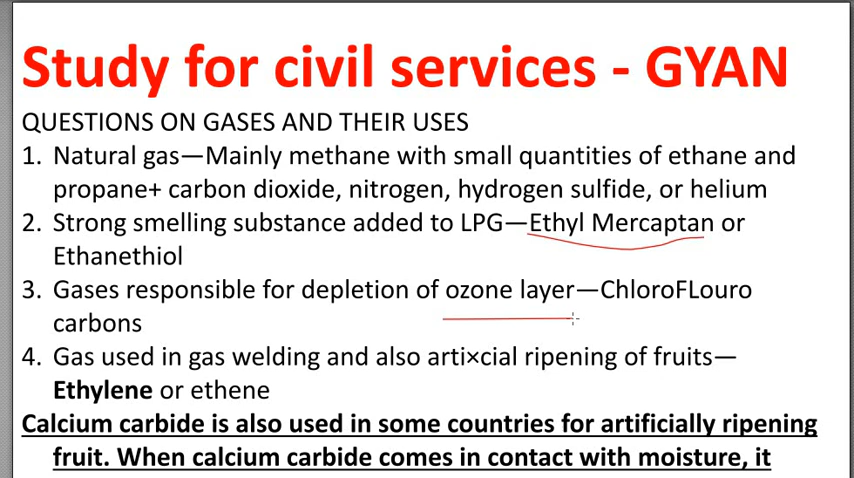 Study for civil services - GYAN
QUESTIONS ON GASES AND THEIR USES
1. Natural gas—Mainly methane with small quantities of ethane and
propane+ carbon dioxide, nitrogen, hydrogen sulfide, or helium
2. Strong smelling substance added to LPG—Ethyl Mercaptan or
Ethanethiol
3. Gases responsible for depletion of ozone layer—ChloroFLouro
carbons
4. Gas used in gas welding and also arti×cial ripening of fruits—
Ethylene or ethene
Calcium carbide is also used in some countries for artificially ripening
fruit. When calcium carbide comes in contact with moisture, it